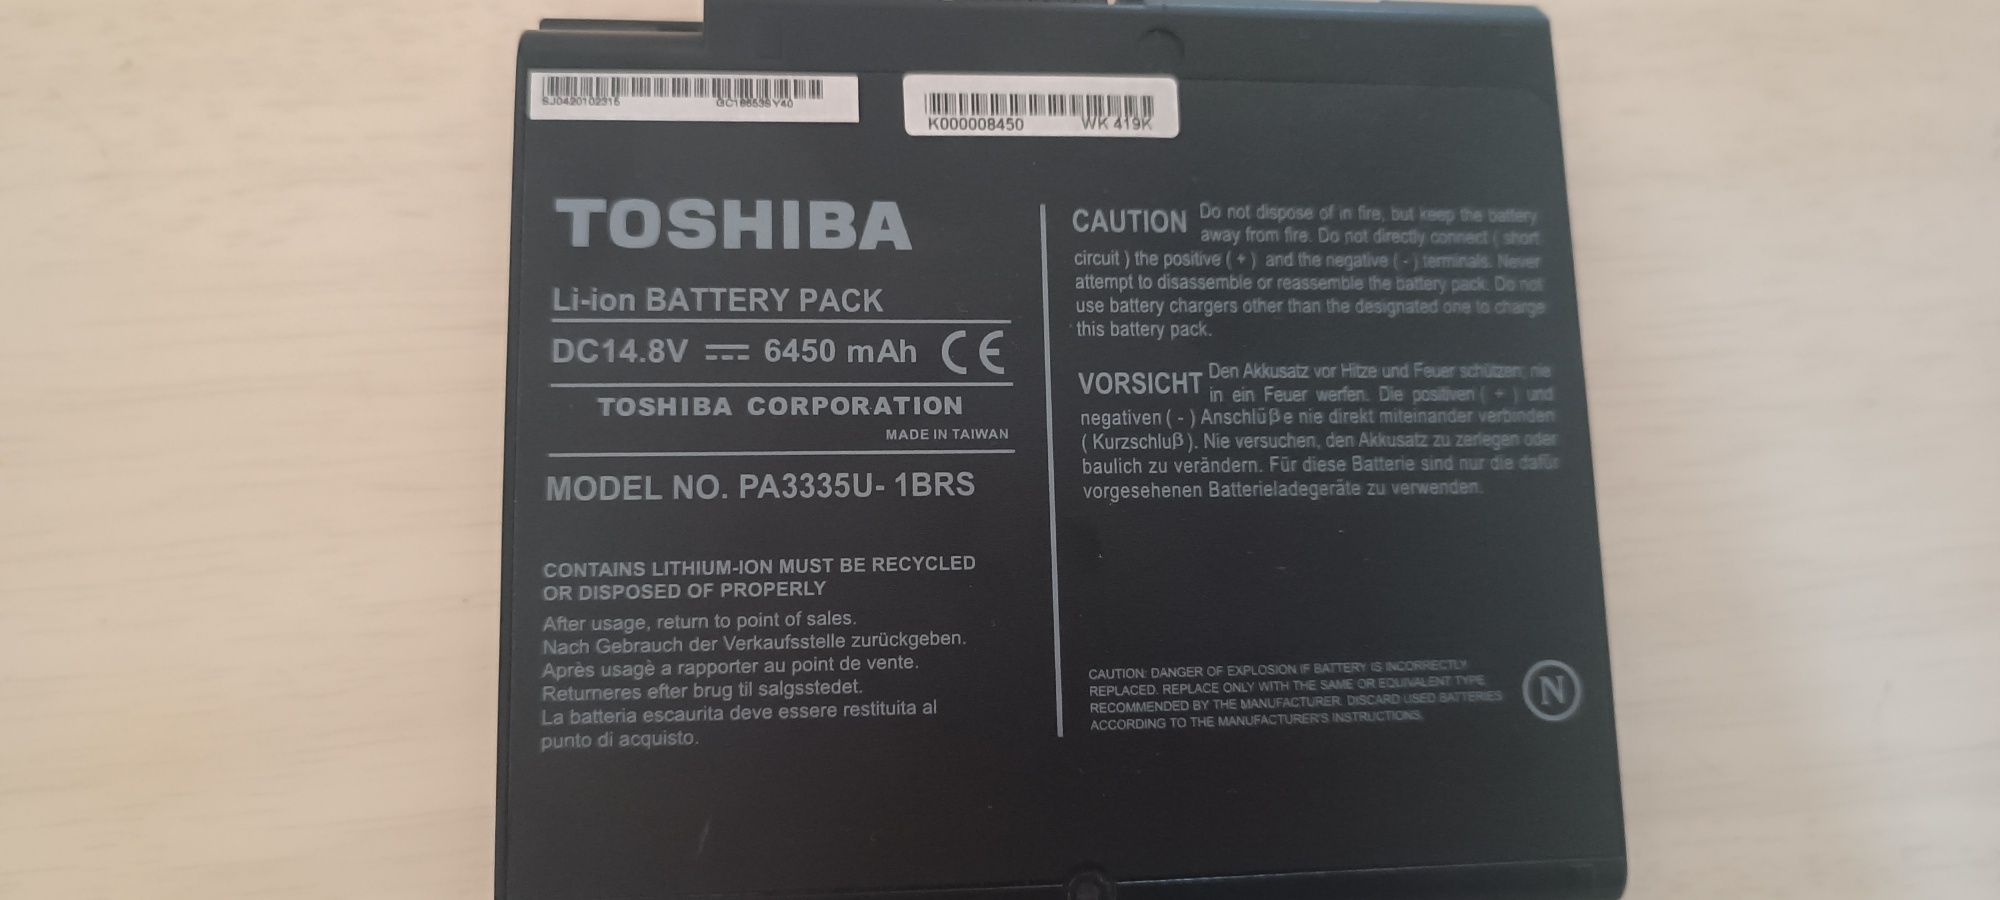 SJ0420102315 GC18653SY40
K000008450 WK 419K
TOSHIBA
Li-ion BATTERY PACK
DC14.8V 6450 mAh CE
TOSHIBA CORPORATION
MADE IN TAIWAN
MODEL NO. PA3335U- 1BRS
CONTAINS LITHIUM-ION MUST BE RECYCLED
OR DISPOSED OF PROPERLY
After usage, return to point of sales.
Nach Gebrauch der Verkaufsstelle zurückgeben.
Après usagè a rapporter au point de vente.
Returneres efter brug til salgsstedet.
La batteria escaurita deve essere restituita al
punto di acquisto.
CAUTION Do not dispose of in fire, but keep the battery
away from fire. Do not directly connect ( short
circuit ) the positive ( + ) and the negative ( - ) terminals. Never
attempt to disassemble or reassemble the battery pack. Do not
use battery chargers other than the designated one to charge
this battery pack.
VORSICHT Den Akkusatz vor Hitze und Feuer schützen; nie
in ein Feuer werfen. Die positiven ( + ) und
negativen ( - ) Anschlüße nie direkt miteinander verbinden
( Kurzschluß ). Nie versuchen, den Akkusatz zu zerlegen oder
baulich zu verändern. Für diese Batterie sind nur die dafür
vorgesehenen Batterieladegeräte zu verwenden.
CAUTION: DANGER OF EXPLOSION IF BATTERY IS INCORRECTLY
REPLACED. REPLACE ONLY WITH THE SAME OR EQUIVALENT TYPE
RECOMMENDED BY THE MANUFACTURER. DISCARD USED BATTERIES
ACCORDING TO THE MANUFACTURER'S INSTRUCTIONS.
N